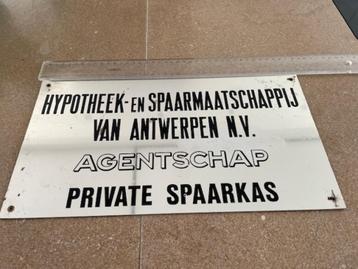 HYPOTHEEK- EN SPAARMAATSCHAPPIJ
VAN ANTWERPEN N.V.
AGENTSCHAP
PRIVATE SPAARKAS